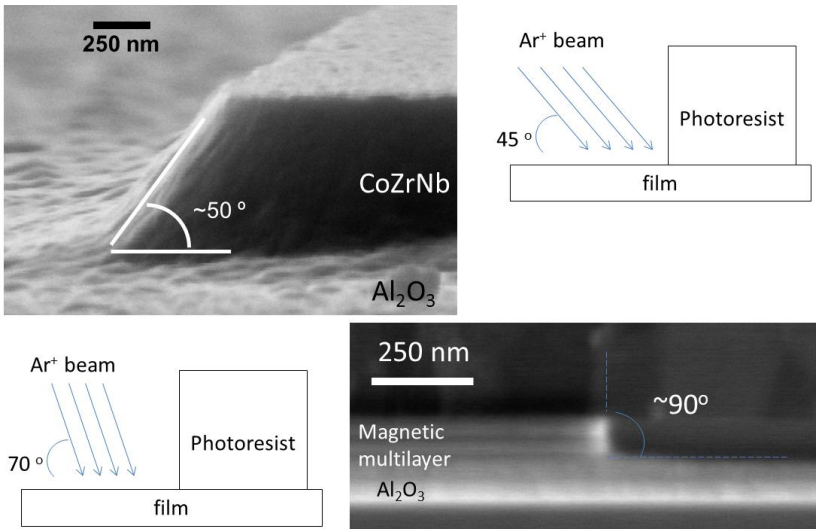 250 nm
CoZrNb
~50 °
Al₂O₃
Ar⁺ beam
45 °
Photoresist
film
Ar⁺ beam
70 °
Photoresist
film
250 nm
~90°
Magnetic
multilayer
Al₂O₃